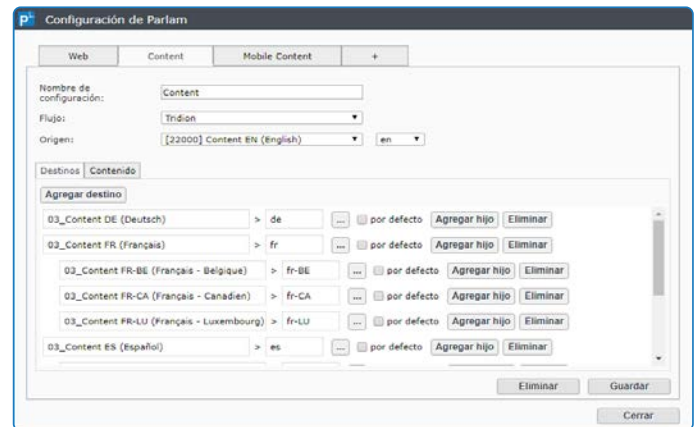 P Configuración de Parlam
Web Content Mobile Content +
Nombre de
configuración: Content
Flujo: Tridion
Origen: [22000] Content EN (English) en
Destinos Contenido
Agregar destino
03_Content DE (Deutsch) > de ... por defecto Agregar hijo Eliminar
03_Content FR (Français) > fr ... por defecto Agregar hijo Eliminar
03_Content FR-BE (Français - Belgique) > fr-BE ... por defecto Agregar hijo Eliminar
03_Content FR-CA (Français - Canadien) > fr-CA ... por defecto Agregar hijo Eliminar
03_Content FR-LU (Français - Luxembourg) > fr-LU ... por defecto Agregar hijo Eliminar
03_Content ES (Español) > es ... por defecto Agregar hijo Eliminar
Eliminar Guardar
Cerrar